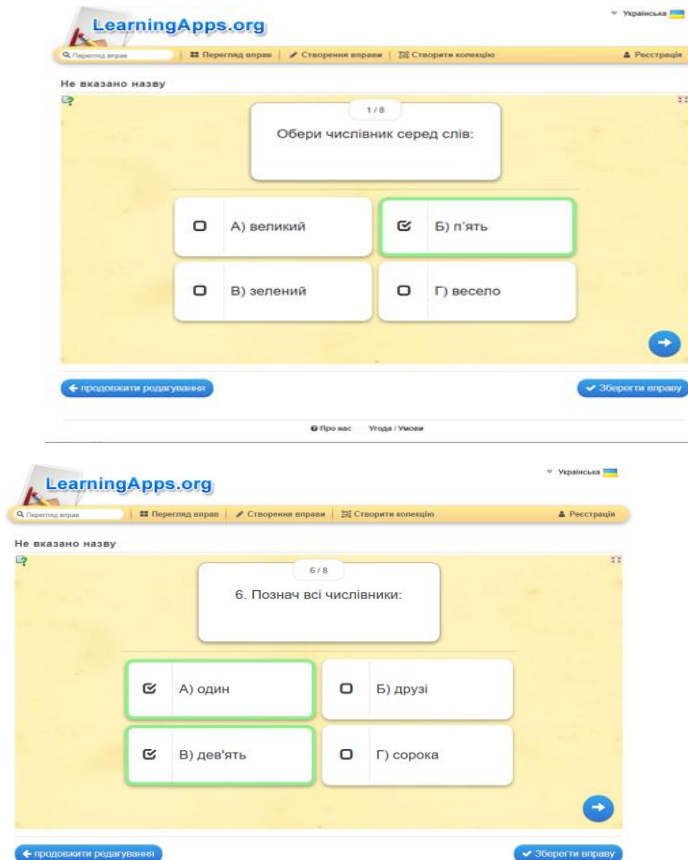 LearningApps.org
Українська
Перегляд вправ Перегляд вправ Створення вправи Створити колекцію Реєстрація
Не вказано назву
1 / 8
Обери числівник серед слів:
А) великий Б) п'ять
В) зелений Г) весело
продовжити редагування Зберегти вправу
Про нас Угода / Умови
LearningApps.org
Українська
Перегляд вправ Перегляд вправ Створення вправи Створити колекцію Реєстрація
Не вказано назву
6 / 8
6. Познач всі числівники:
А) один Б) друзі
В) дев'ять Г) сорока
продовжити редагування Зберегти вправу